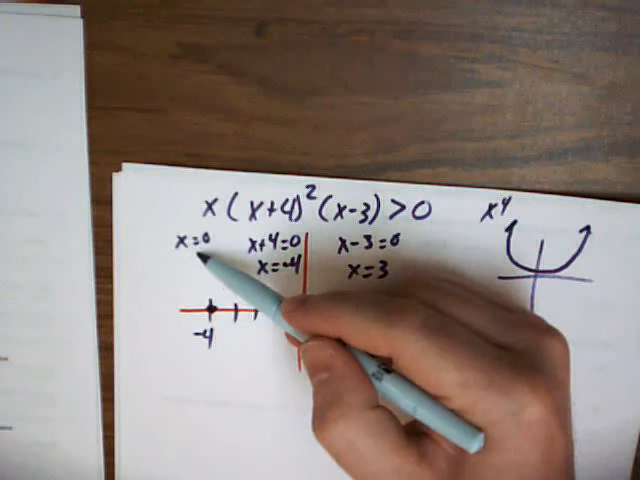 x(x+4)²(x-3)>0 x⁴
x=0 x+4=0 x-3=0
x=-4 x=3
-4